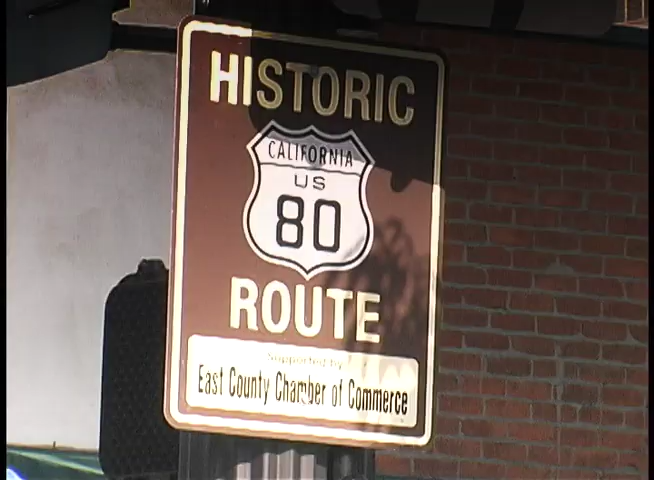 HISTORIC
CALIFORNIA
US
80
ROUTE
Supported by
East County Chamber of Commerce